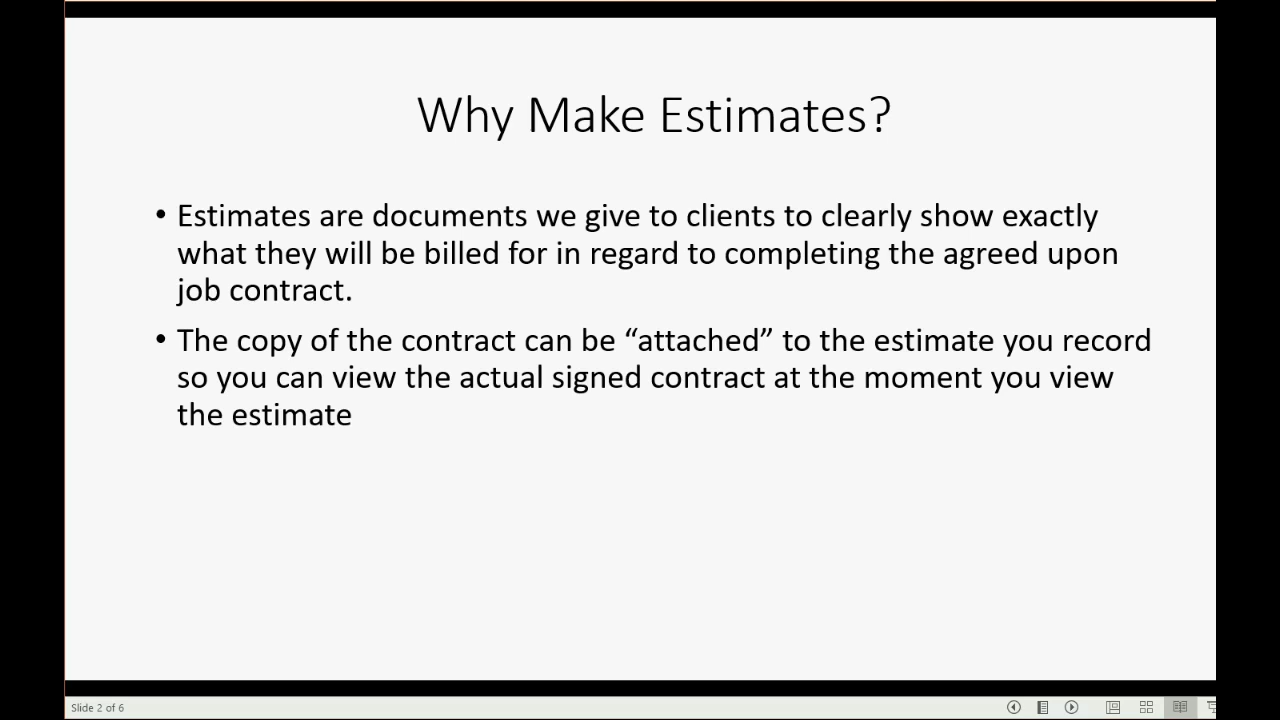 Why Make Estimates?
• Estimates are documents we give to clients to clearly show exactly
what they will be billed for in regard to completing the agreed upon
job contract.
• The copy of the contract can be “attached” to the estimate you record
so you can view the actual signed contract at the moment you view
the estimate
Slide 2 of 6